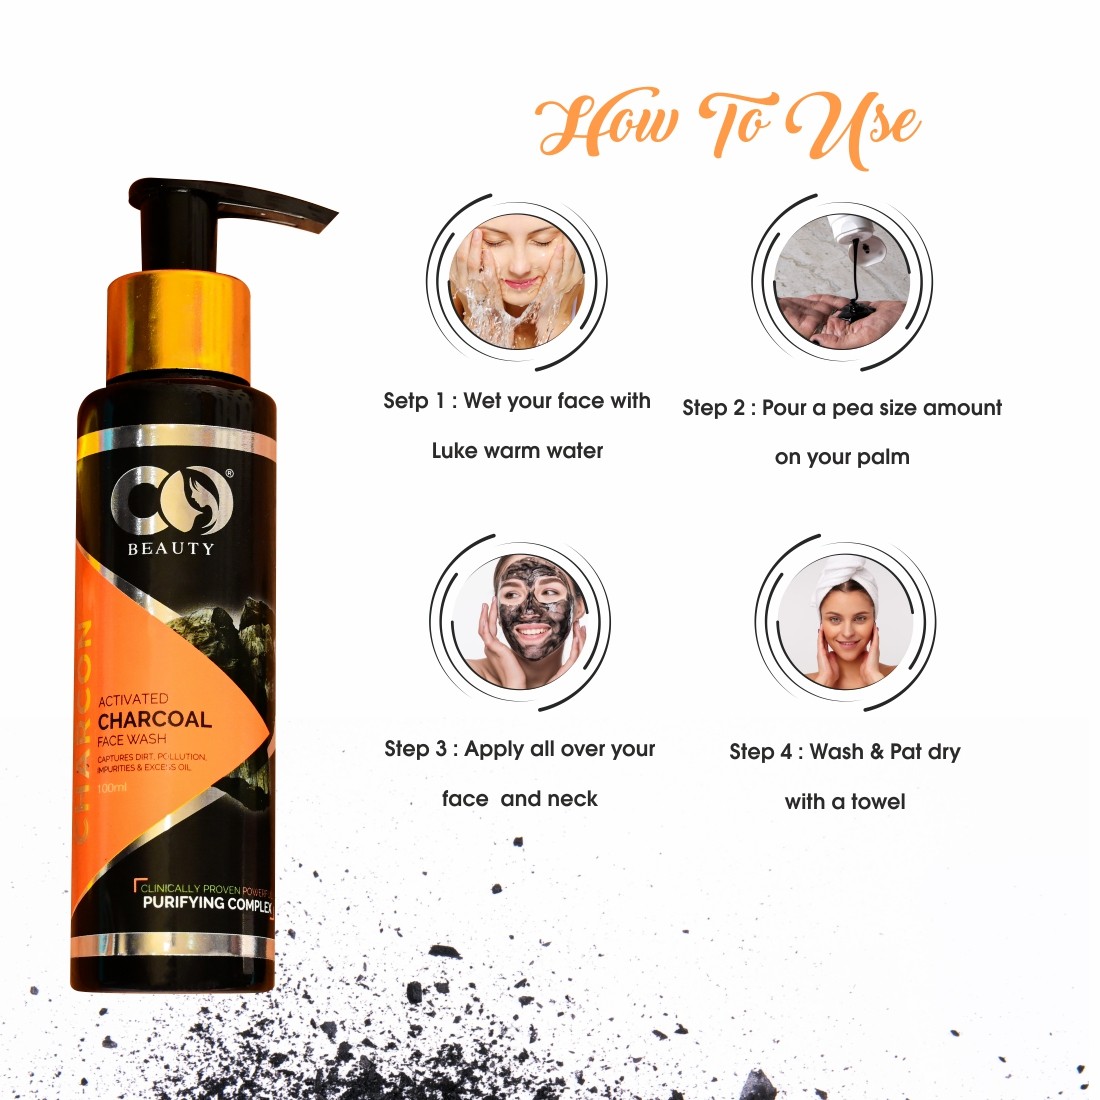 How To Use
Setp 1 : Wet your face with
Luke warm water
Step 2 : Pour a pea size amount
on your palm
Step 3 : Apply all over your
face and neck
Step 4 : Wash & Pat dry
with a towel
CO®
BEAUTY
CHARCON
ACTIVATED
CHARCOAL
FACE WASH
CAPTURES DIRT, POLLUTION,
IMPURITIES & EXCESS OIL
100ml
CLINICALLY PROVEN
PURIFYING COMPLEX